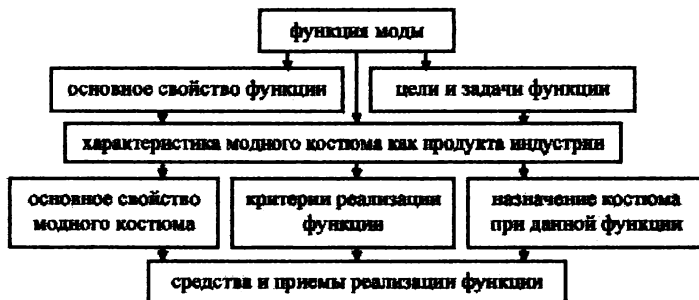 функция моды
основное свойство функции
цели и задачи функции
характеристика модного костюма как продукта индустрии
основное свойство
модного костюма
критерии реализации
функции
назначение костюма
при данной функции
средства и приемы реализации функции